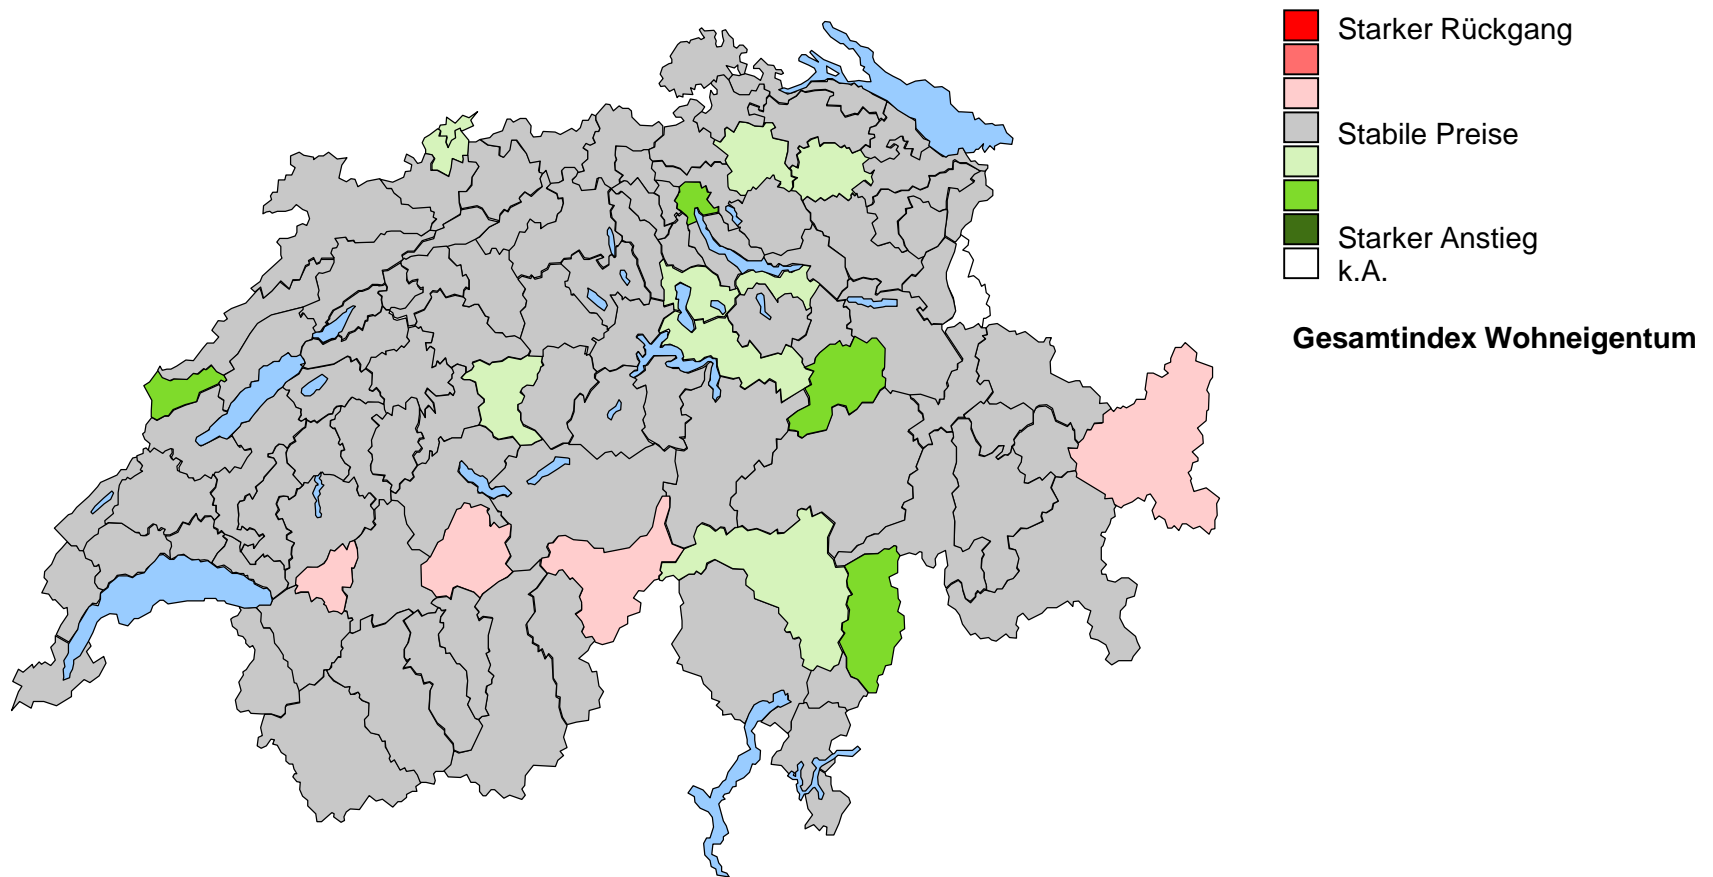 Starker Rückgang
Stabile Preise
Starker Anstieg
k.A.
Gesamtindex Wohneigentum